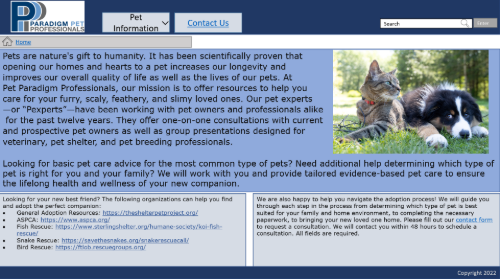 PARADIGM PET
PROFESSIONALS
Pet
Information
Contact Us
Search
Home
Pets are nature's gift to humanity. It has been scientifically proven that
opening our homes and hearts to a pet increases our longevity and
improves our overall quality of life as well as the lives of our pets. At
Pet Paradigm Professionals, our mission is to offer resources to help you
care for your furry, scaly, feathery, and slimy loved ones. Our pet experts
—or "Pexperts"—have been working with pet owners and professionals alike
for the past twelve years. They offer one-on-one consultations with current
and prospective pet owners as well as group presentations designed for
veterinary, pet shelter, and pet breeding professionals.
Looking for basic pet care advice for the most common type of pets? Need additional help determining which type of
pet is right for you and your family? We will work with you and provide tailored evidence-based pet care to ensure
the lifelong health and wellness of your new companion.
Looking for your new best friend? The following organizations can help you find
and adopt the perfect companion:
• General Adoption Resources: https://theshelterpetproject.org/
• ASPCA: https://www.aspca.org/
• Fish Rescue: https://www.sterlingshelter.org/humane-society/koi-fish-
rescue/
• Snake Rescue: https://savethesnakes.org/snakerescuecall/
• Bird Rescue: https://ftlob.rescuegroups.org/
We are also happy to help you navigate the adoption process! We will guide you
through each step in the process from determining which type of pet is best
suited for your family and home environment, to completing the necessary
paperwork, to bringing your new loved one home. Please fill out our contact form
to request a consultation. We will contact you within 48 hours to schedule a
consultation. All fields are required.
Copyright 2022